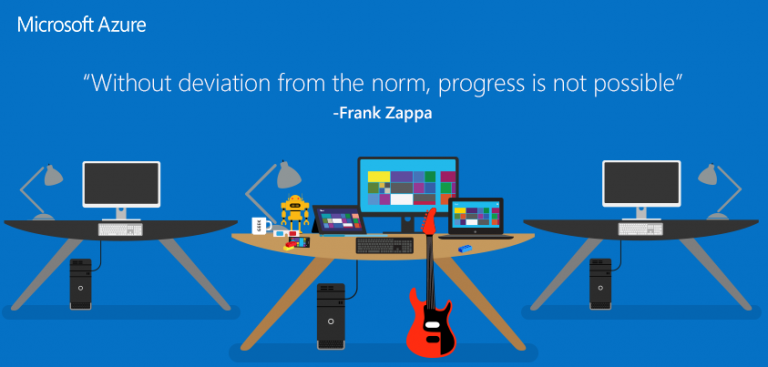 Microsoft Azure
“Without deviation from the norm, progress is not possible”
-Frank Zappa